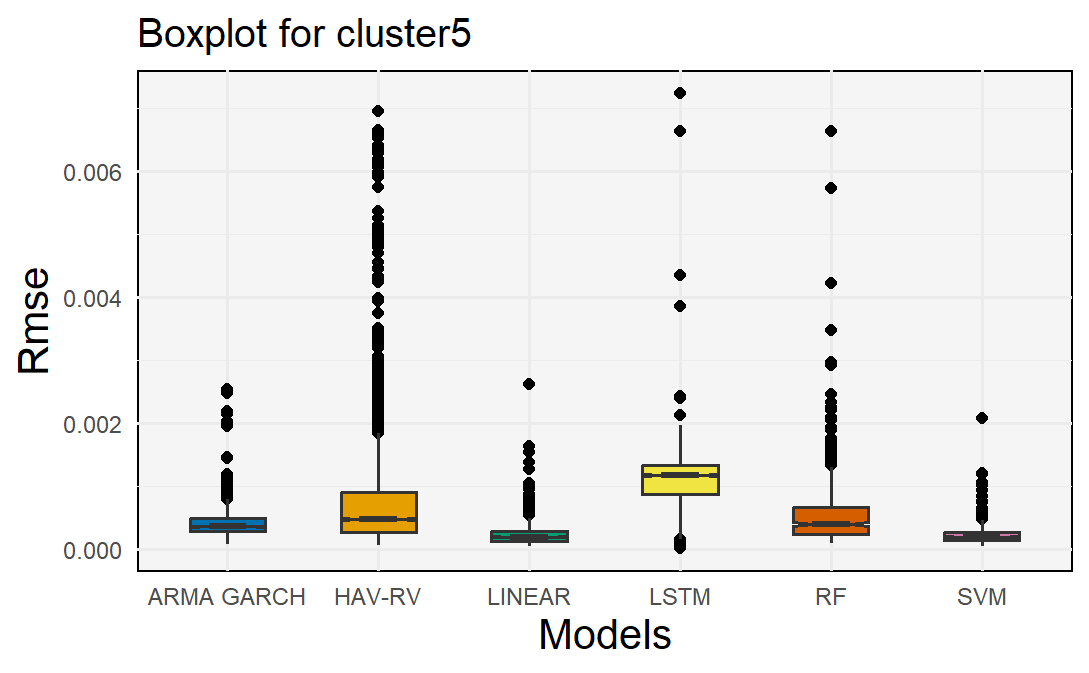 Boxplot for cluster5
Rmse
0.006
0.004
0.002
0.000
ARMA GARCH HAV-RV LINEAR LSTM RF SVM
Models